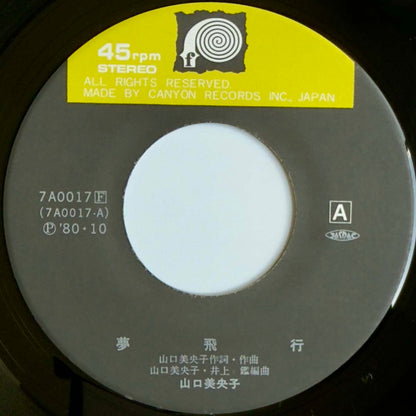 f
45rpm
STEREO
ALL RIGHTS RESERVED.
MADE BY CANYON RECORDS INC., JAPAN
7A0017 F
(7A0017-A)
Ⓟ '80・10
A
JASRAC
夢飛行
山口美央子作詞・作曲
山口美央子・井上 鑑編曲
山口美央子